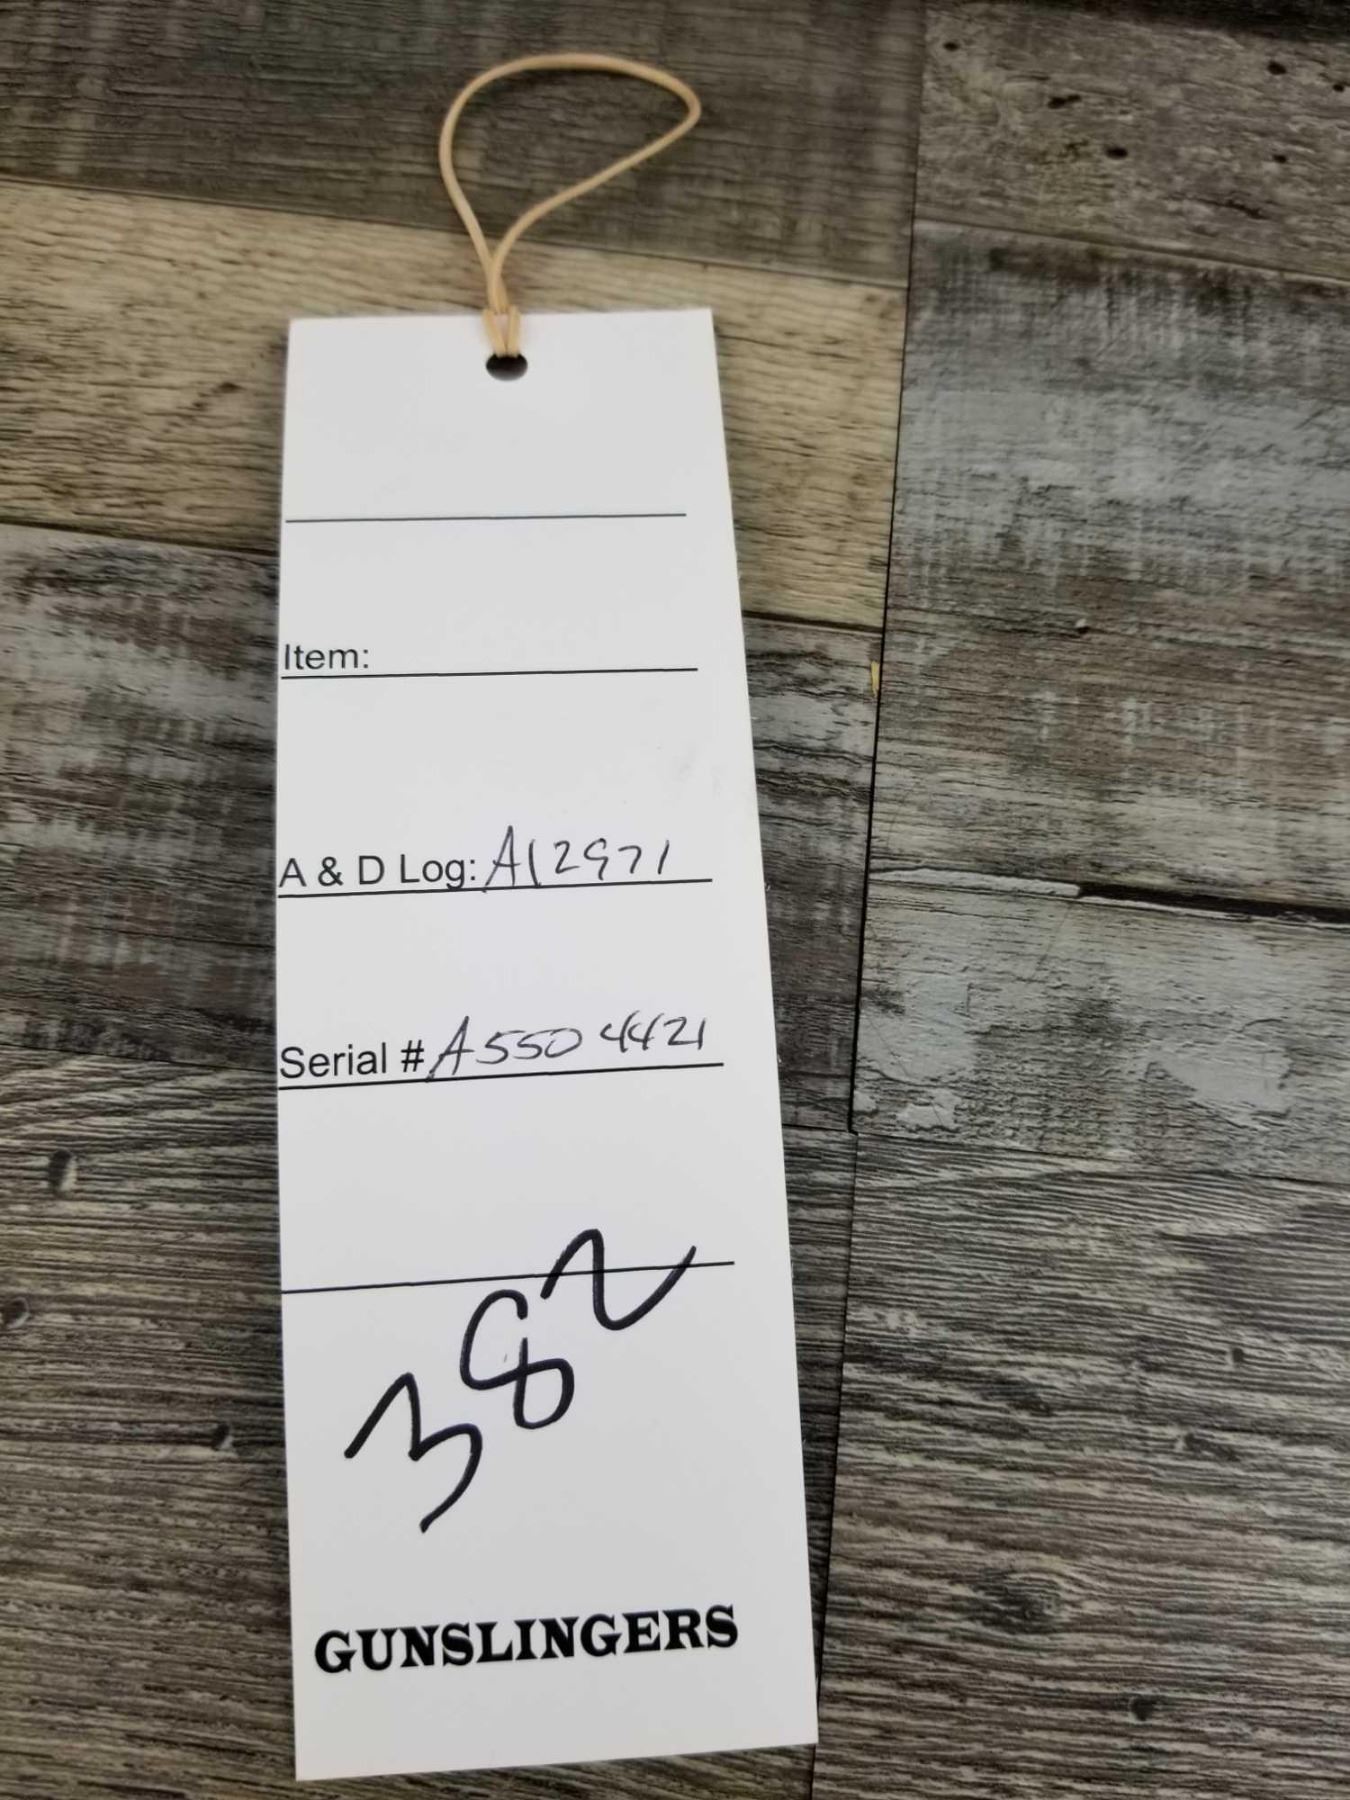 Item:
A & D Log: A12971
Serial # A5504421
382
GUNSLINGERS